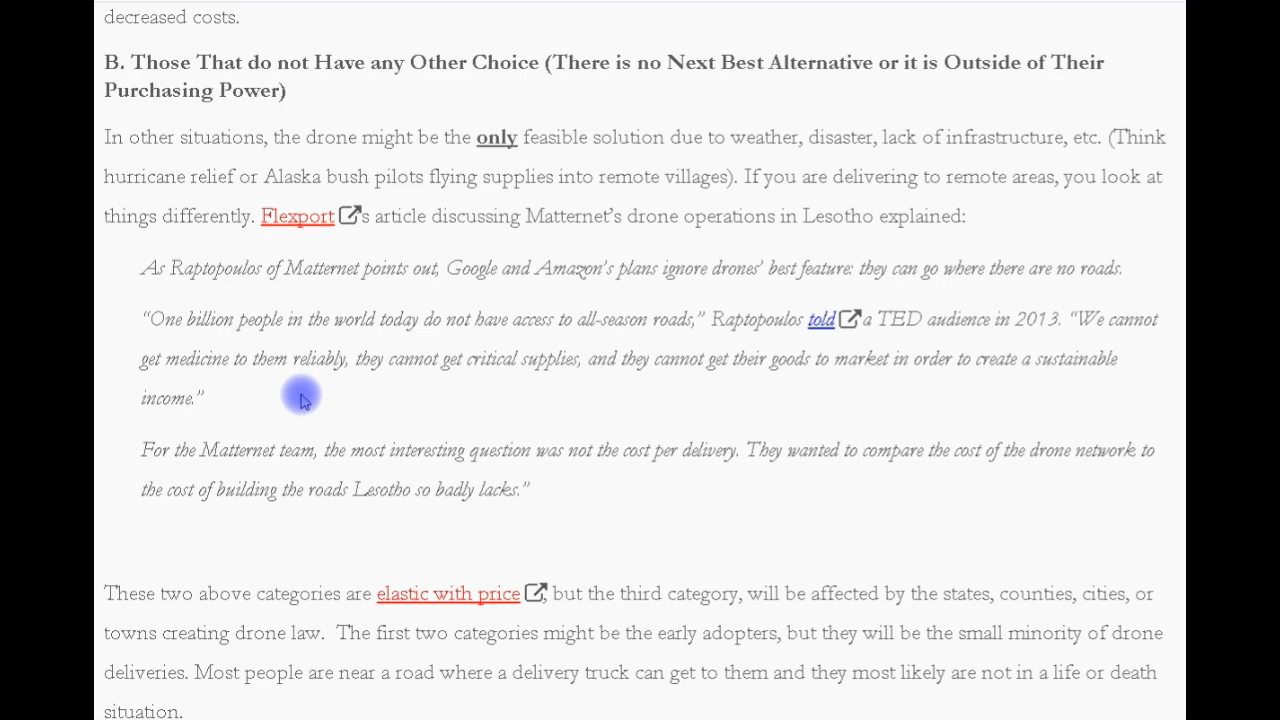 decreased costs.
B. Those That do not Have any Other Choice (There is no Next Best Alternative or it is Outside of Their
Purchasing Power)
In other situations, the drone might be the only feasible solution due to weather, disaster, lack of infrastructure, etc. (Think
hurricane relief or Alaska bush pilots flying supplies into remote villages). If you are delivering to remote areas, you look at
things differently. Flexport's article discussing Matternet's drone operations in Lesotho explained:
As Raptopoulos of Matternet points out, Google and Amazon's plans ignore drones' best feature: they can go where there are no roads.
“One billion people in the world today do not have access to all-season roads,” Raptopoulos told a TED audience in 2013. “We cannot
get medicine to them reliably, they cannot get critical supplies, and they cannot get their goods to market in order to create a sustainable
income.”
For the Matternet team, the most interesting question was not the cost per delivery. They wanted to compare the cost of the drone network to
the cost of building the roads Lesotho so badly lacks.”
These two above categories are elastic with price, but the third category, will be affected by the states, counties, cities, or
towns creating drone law.  The first two categories might be the early adopters, but they will be the small minority of drone
deliveries. Most people are near a road where a delivery truck can get to them and they most likely are not in a life or death
situation.